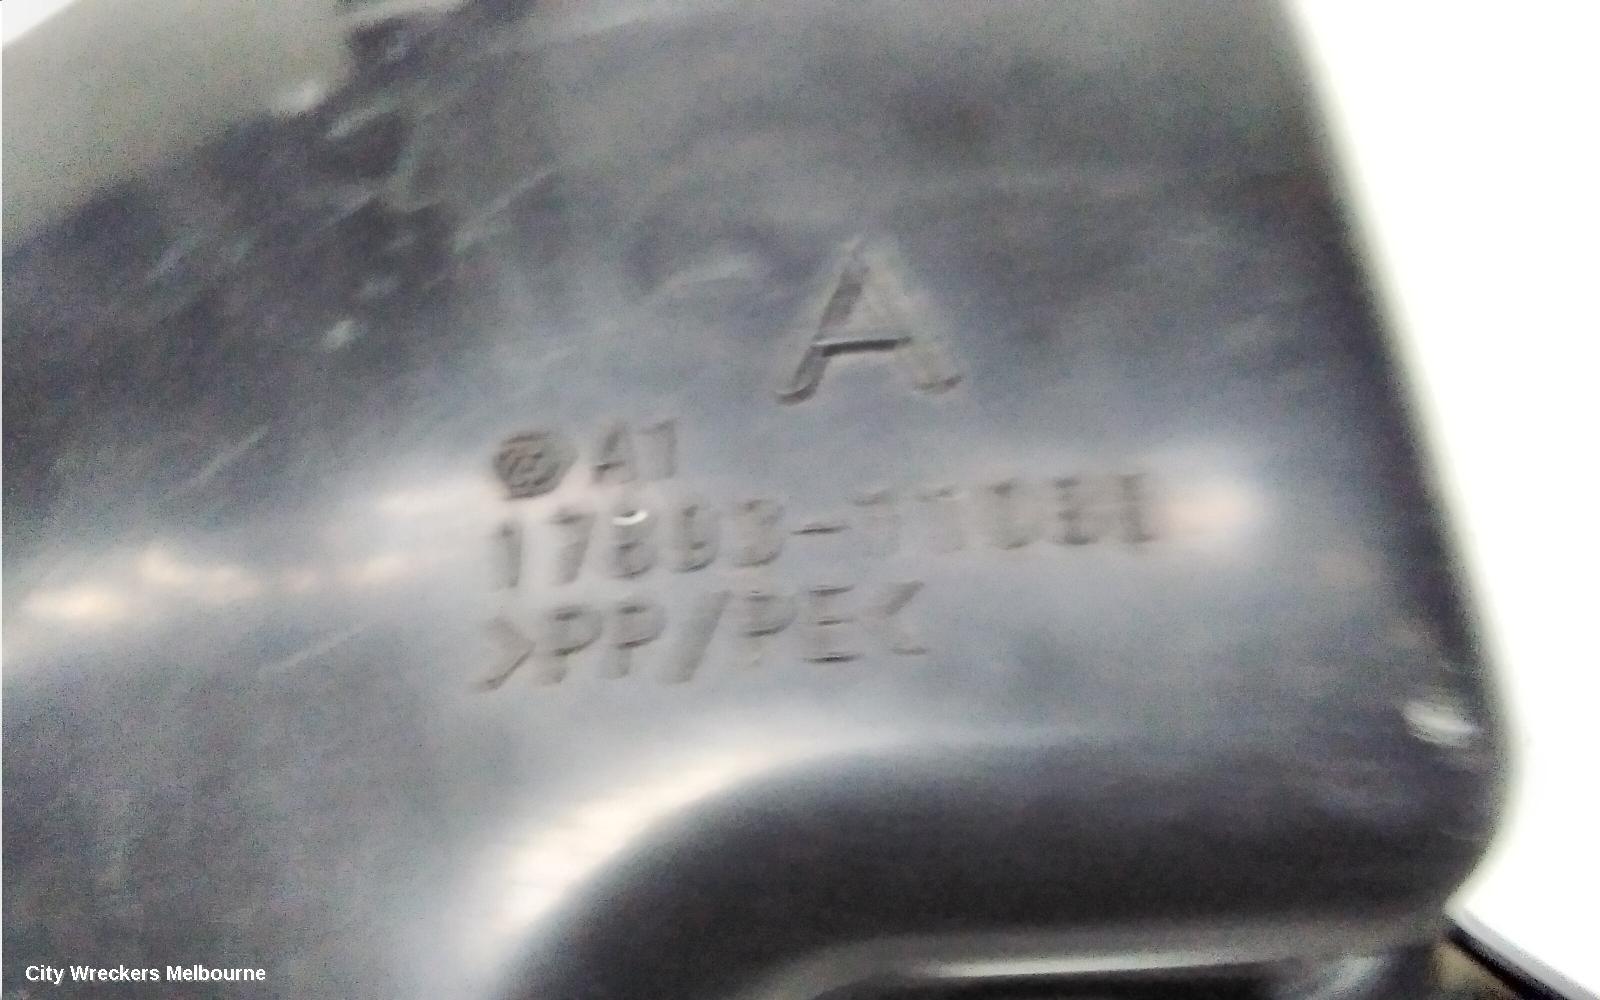 A
A1
>PP/PE<
City Wreckers Melbourne